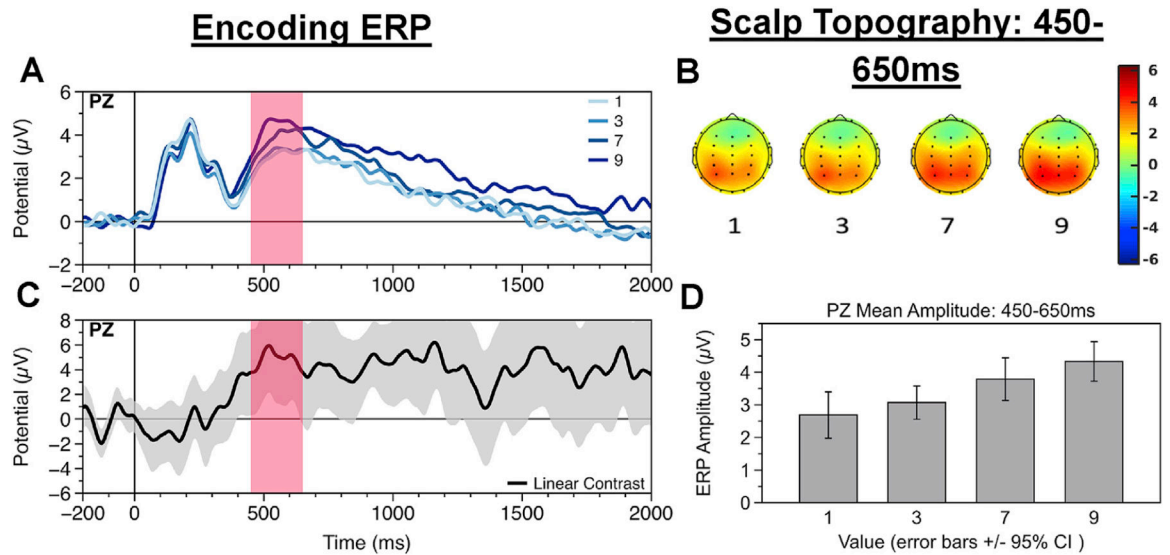 Encoding ERP
Scalp Topography: 450-
650ms
A
PZ
1
3
7
9
6
4
2
0
−2
Potential (µV)
−200 0 500 1000 1500 2000
B
1 3 7 9
6
4
2
0
-2
-4
-6
C
PZ
8
6
4
2
0
−2
−4
−6
Potential (µV)
Linear Contrast
−200 0 500 1000 1500 2000
Time (ms)
D
PZ Mean Amplitude: 450-650ms
5
4
3
2
1
0
ERP Amplitude (µV)
1 3 7 9
Value (error bars +/- 95% CI )